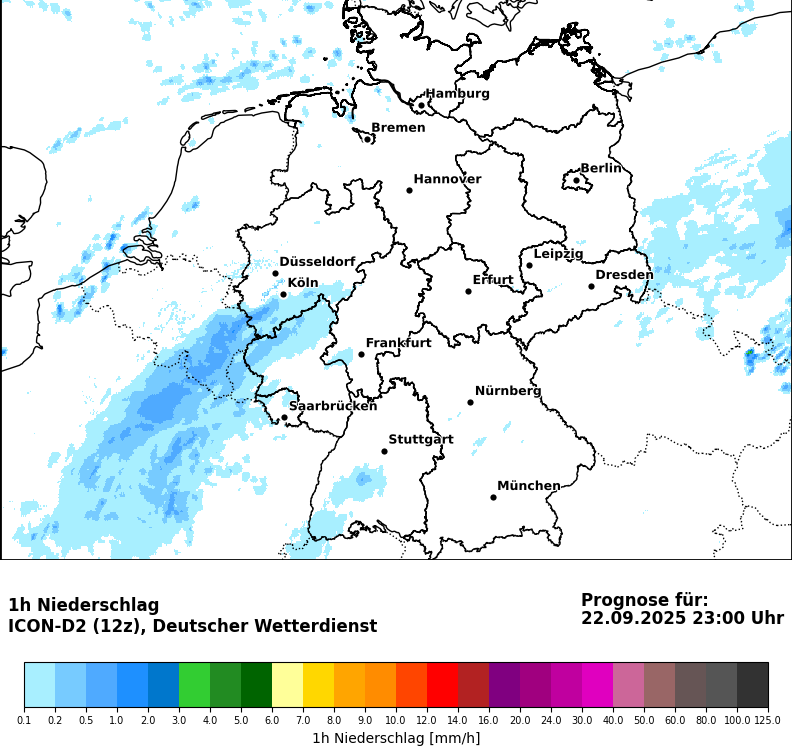 Hamburg
Bremen
Berlin
Hannover
Leipzig
Düsseldorf
Dresden
Köln
Erfurt
Frankfurt
Nürnberg
Saarbrücken
Stuttgart
München
1h Niederschlag
ICON-D2 (12z), Deutscher Wetterdienst
Prognose für:
22.09.2025 23:00 Uhr
0.1 0.2 0.5 1.0 2.0 3.0 4.0 5.0 6.0 7.0 8.0 9.0 10.0 12.0 14.0 16.0 20.0 24.0 30.0 40.0 50.0 60.0 80.0 100.0 125.0
1h Niederschlag [mm/h]